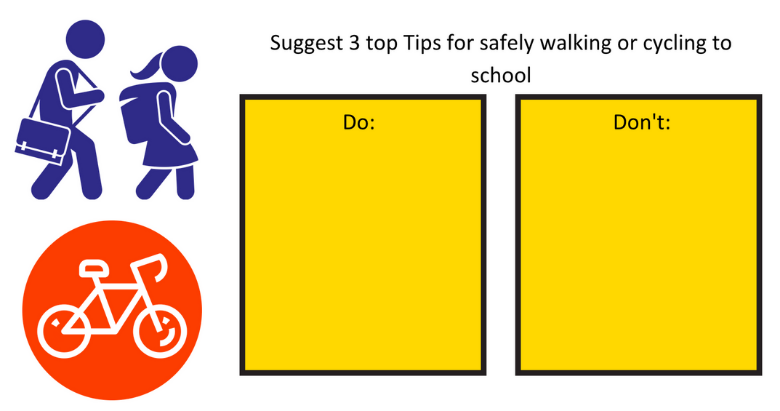 Suggest 3 top Tips for safely walking or cycling to
school
Do:
Don't: